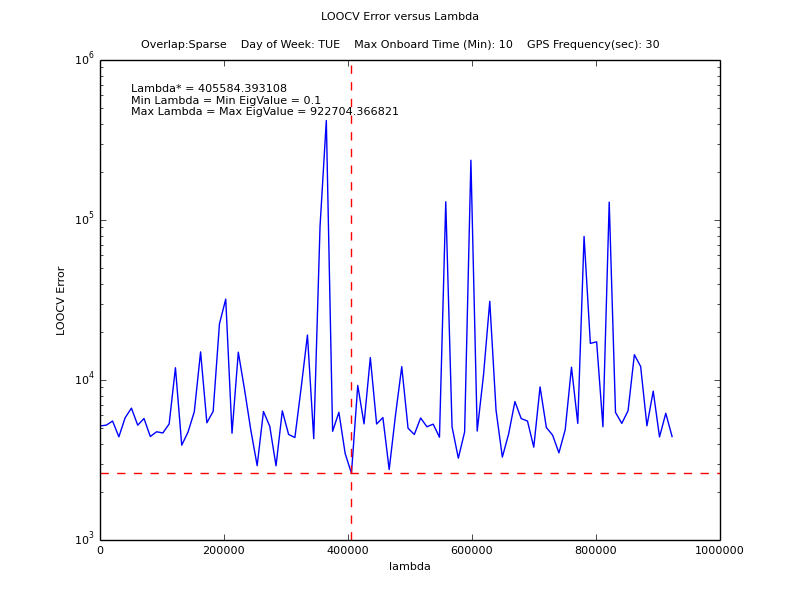 LOOCV Error versus Lambda
Overlap:Sparse    Day of Week: TUE    Max Onboard Time (Min): 10    GPS Frequency(sec): 30
Lambda* = 405584.393108
Min Lambda = Min EigValue = 0.1
Max Lambda = Max EigValue = 922704.366821
10^6
10^5
10^4
10^3
LOOCV Error
0 200000 400000 600000 800000 1000000
lambda